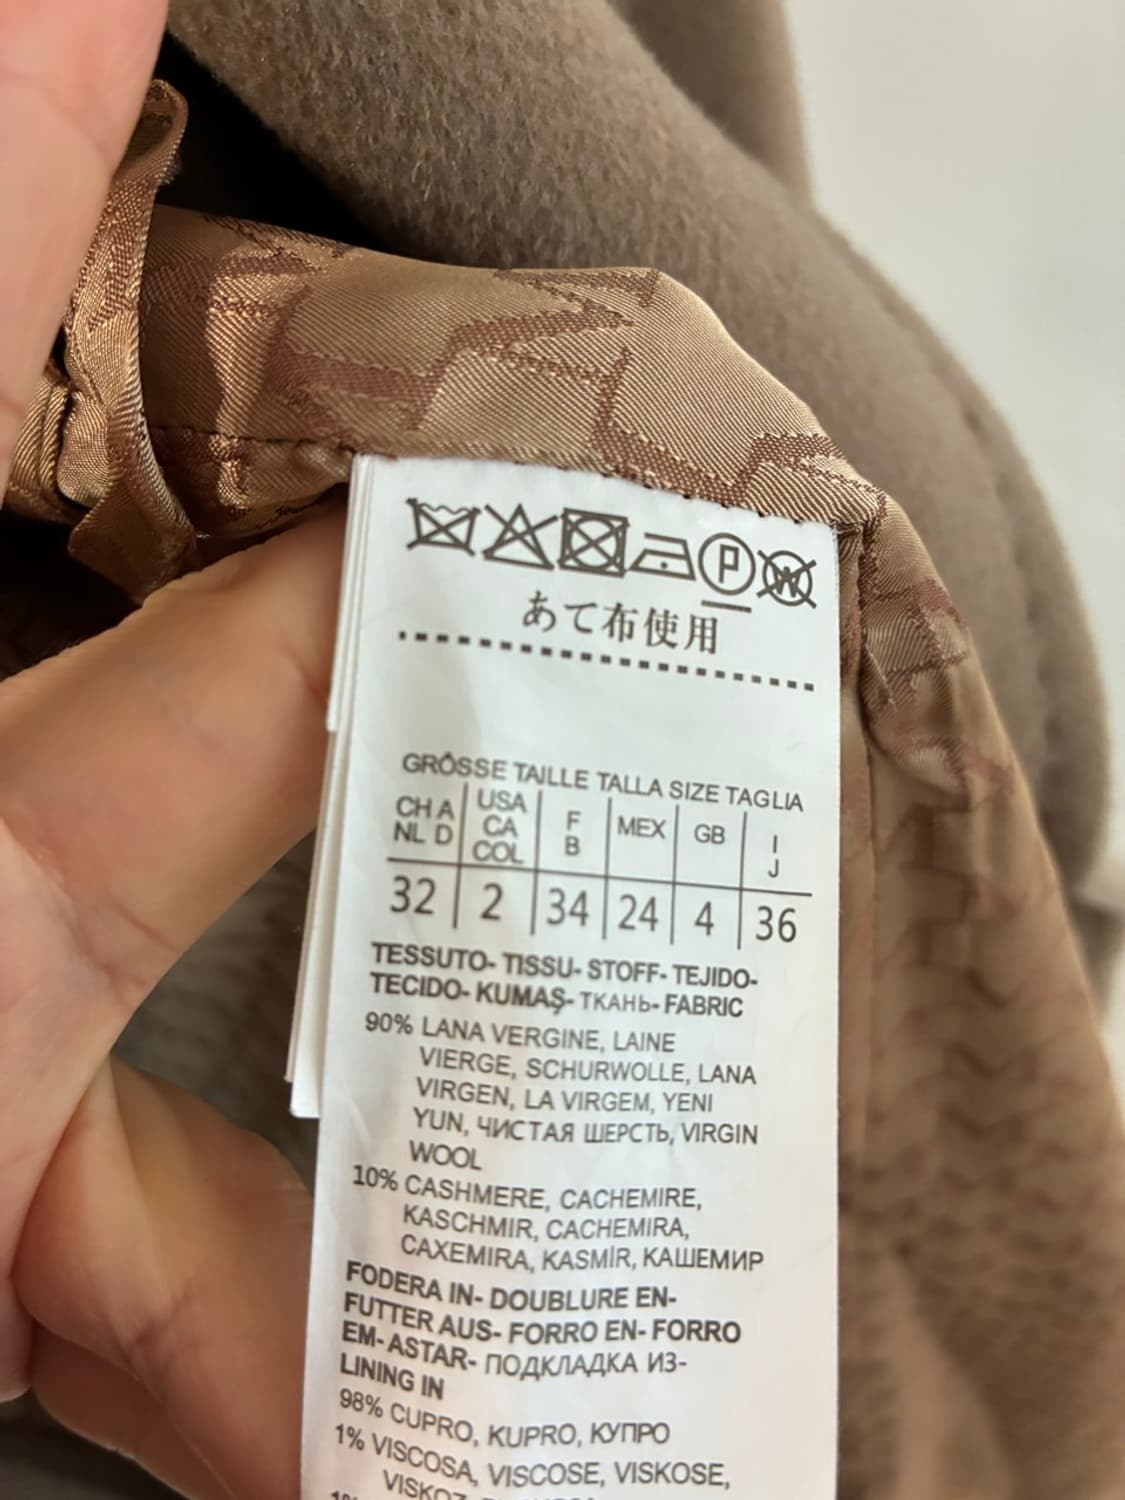 P W
あて布使用
GRÖSSE TAILLE TALLA SIZE TAGLIA
CH A NL D USA CA COL F B MEX GB I J
32 2 34 24 4 36
TESSUTO- TISSU- STOFF- TEJIDO-
TECIDO- KUMAŞ- ТКАНЬ- FABRIC
90% LANA VERGINE, LAINE
VIERGE, SCHURWOLLE, LANA
VIRGEN, LA VIRGEM, YENI
YUN, ЧИСТАЯ ШЕРСТЬ, VIRGIN
WOOL
10% CASHMERE, CACHEMIRE,
KASCHMIR, CACHEMIRA,
CAXEMIRA, KASMİR, КАШЕМИР
FODERA IN- DOUBLURE EN-
FUTTER AUS- FORRO EN- FORRO
EM- ASTAR- ПОДКЛАДКА ИЗ-
LINING IN
98% CUPRO, KUPRO, КУПРО
1% VISCOSA, VISCOSE, VISKOSE,